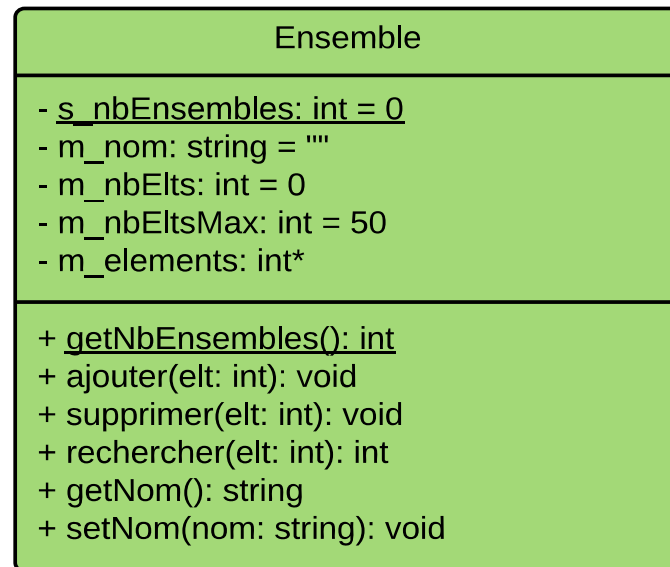 Ensemble
- s_nbEnsembles: int = 0
- m_nom: string = ""
- m_nbElts: int = 0
- m_nbEltsMax: int = 50
- m_elements: int*
+ getNbEnsembles(): int
+ ajouter(elt: int): void
+ supprimer(elt: int): void
+ rechercher(elt: int): int
+ getNom(): string
+ setNom(nom: string): void